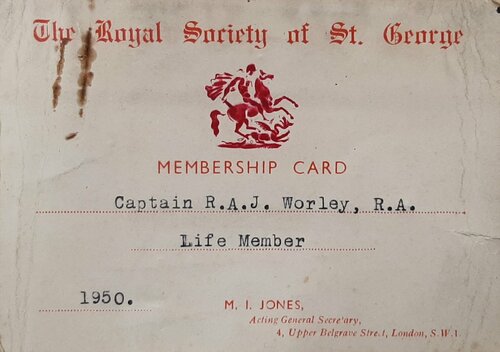 The Royal Society of St. George
MEMBERSHIP CARD
Captain R.A.J. Worley, R.A.
Life Member
1950.
M. I. JONES,
Acting General Secretary,
4, Upper Belgrave Street, London, S.W.1.